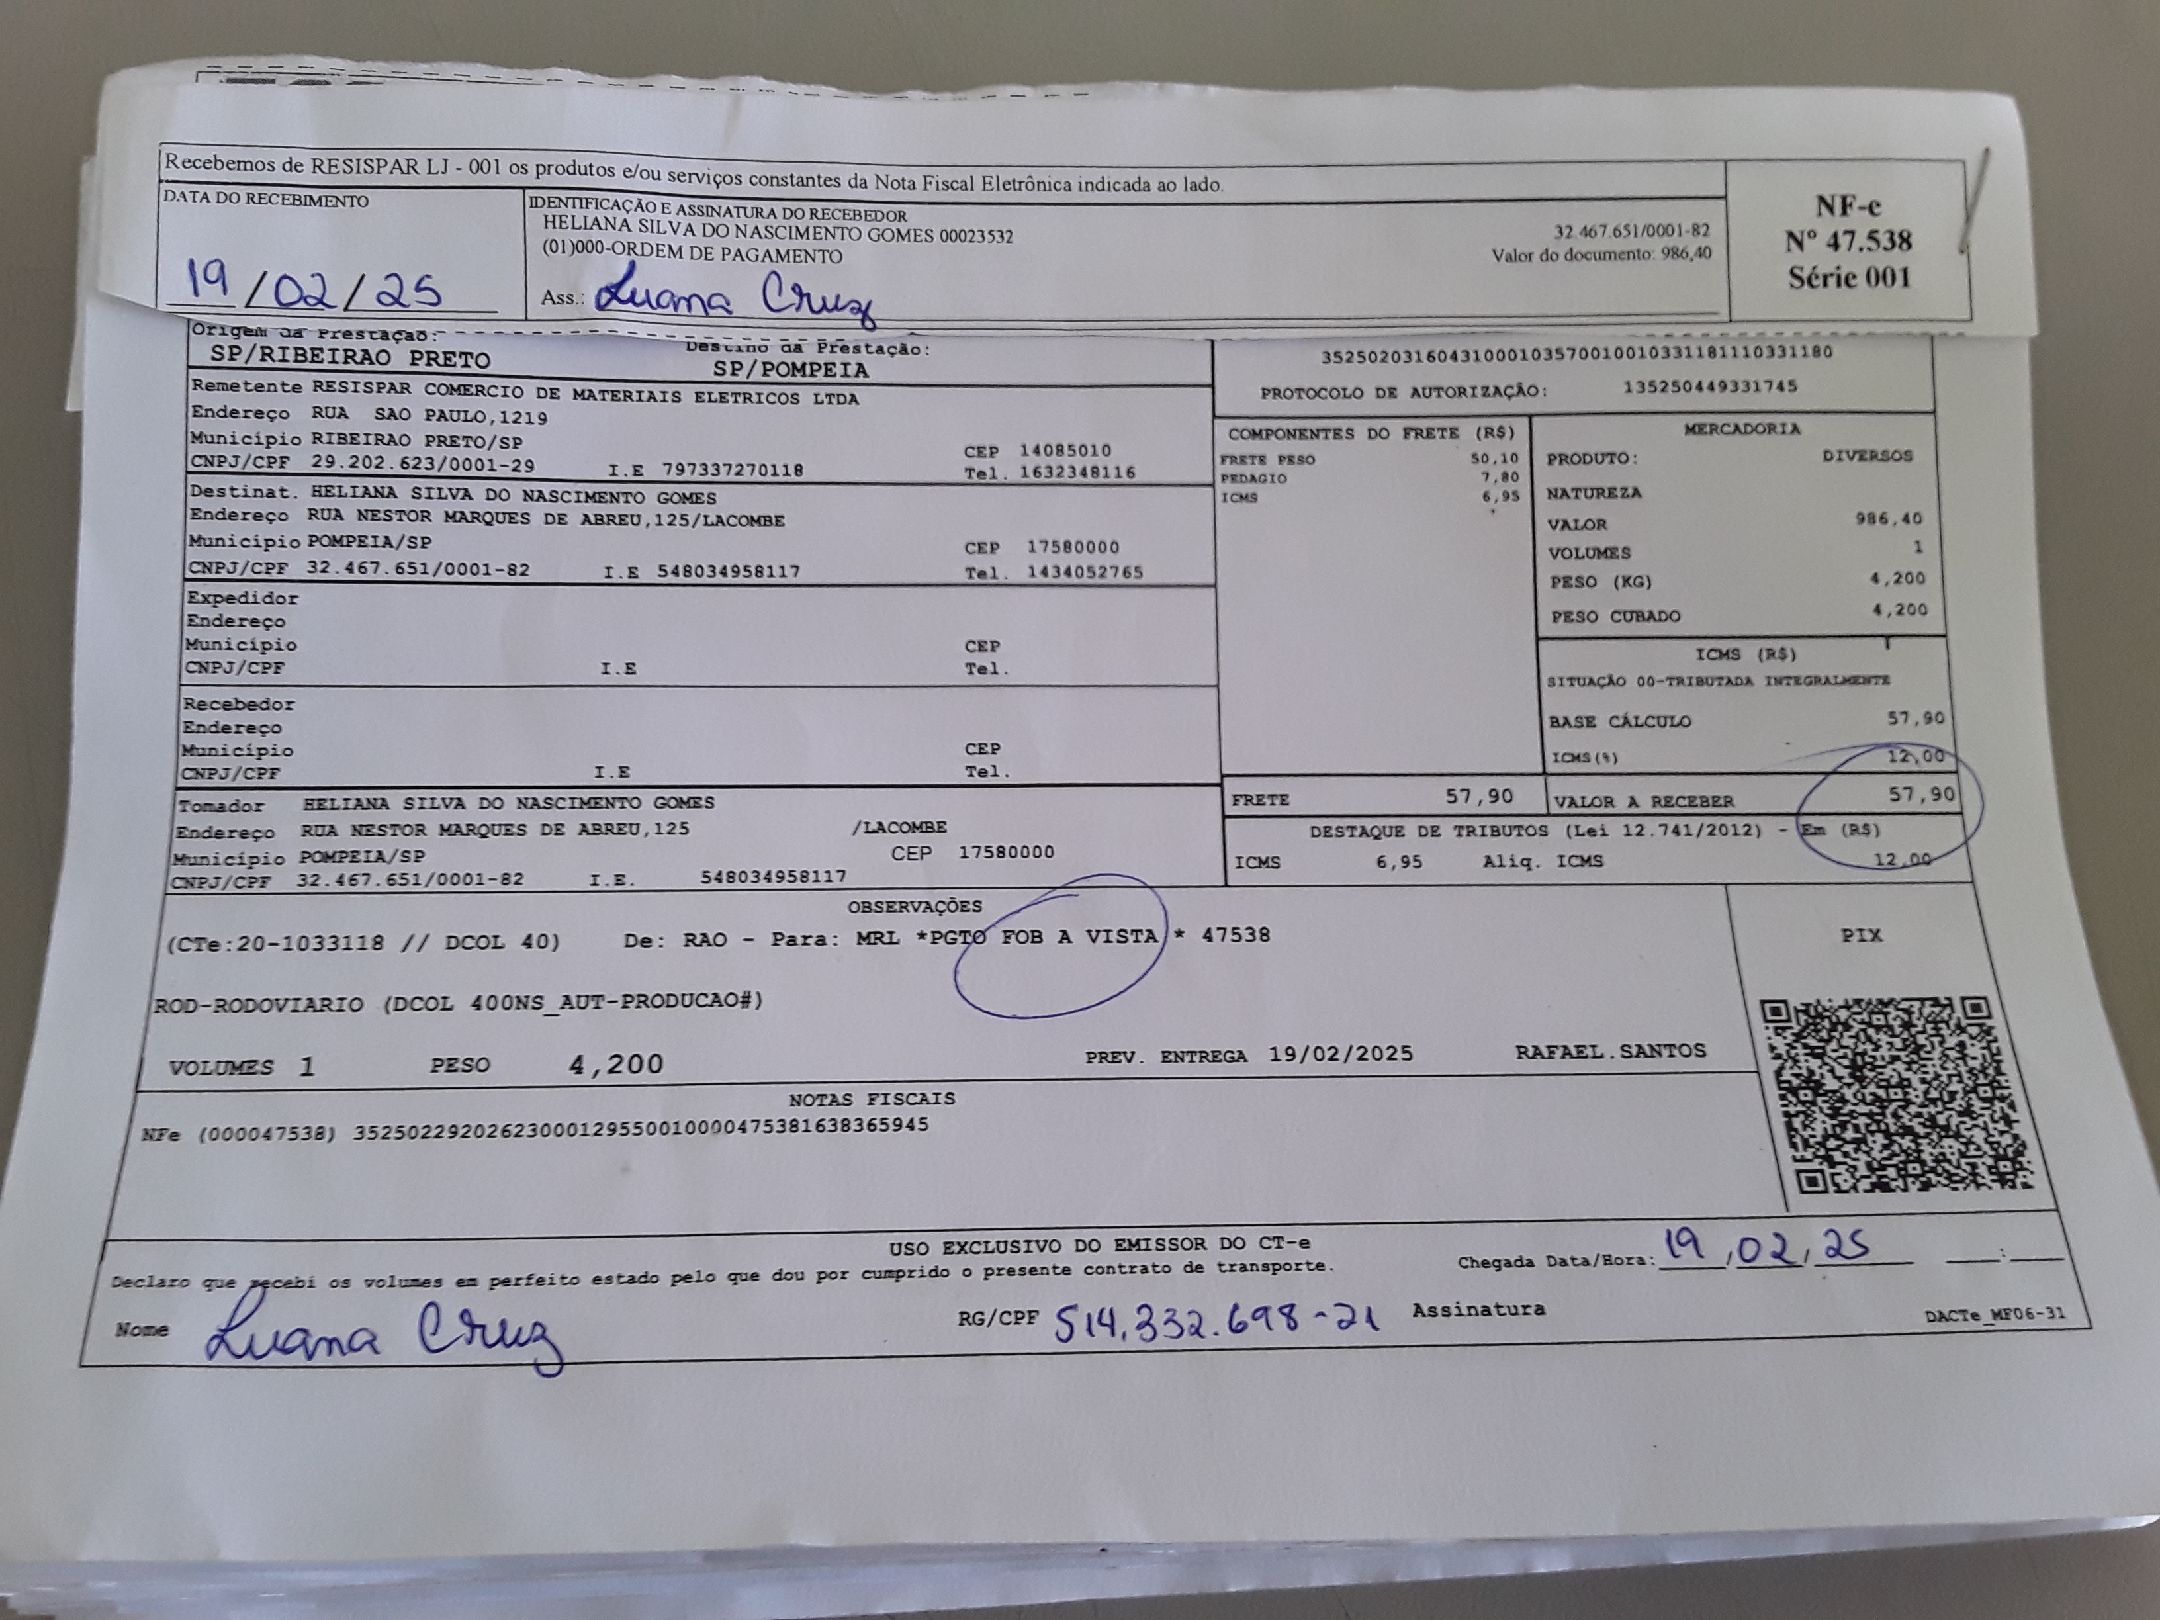 Recebemos de RESISPAR LJ - 001 os produtos e/ou serviços constantes da Nota Fiscal Eletrônica indicada ao lado.
DATA DO RECEBIMENTO
19/02/25
IDENTIFICAÇÃO E ASSINATURA DO RECEBEDOR
HELIANA SILVA DO NASCIMENTO GOMES 00023532
32.467.651/0001-82
(01)000-ORDEM DE PAGAMENTO
Valor do documento: 986,40
Ass.: Luana Cruz
NF-e
Nº 47.538
Série 001
Origem da Prestação:
SP/RIBEIRAO PRETO
Destino da Prestação:
SP/POMPEIA
35250203160431000103570010010331181110331180
PROTOCOLO DE AUTORIZAÇÃO: 135250449331745
Remetente RESISPAR COMERCIO DE MATERIAIS ELETRICOS LTDA
Endereço RUA SAO PAULO,1219
Município RIBEIRAO PRETO/SP CEP 14085010
CNPJ/CPF 29.202.623/0001-29 I.E 797337270118 Tel. 1632348116
Destinat. HELIANA SILVA DO NASCIMENTO GOMES
Endereço RUA NESTOR MARQUES DE ABREU,125/LACOMBE
Município POMPEIA/SP CEP 17580000
CNPJ/CPF 32.467.651/0001-82 I.E 548034958117 Tel. 1434052765
Expedidor
Endereço
Município CEP
CNPJ/CPF I.E Tel.
Recebedor
Endereço
Município CEP
CNPJ/CPF I.E Tel.
Tomador HELIANA SILVA DO NASCIMENTO GOMES
Endereço RUA NESTOR MARQUES DE ABREU,125 /LACOMBE
Município POMPEIA/SP CEP 17580000
CNPJ/CPF 32.467.651/0001-82 I.E. 548034958117
COMPONENTES DO FRETE (R$)
FRETE PESO 50,10
PEDAGIO 7,80
ICMS 6,95
MERCADORIA
PRODUTO: DIVERSOS
NATUREZA
VALOR 986,40
VOLUMES 1
PESO (KG) 4,200
PESO CUBADO 4,200
ICMS (R$)
SITUAÇÃO 00-TRIBUTADA INTEGRALMENTE
BASE CÁLCULO 57,90
ICMS(%) 12,00
FRETE 57,90 VALOR A RECEBER 57,90
DESTAQUE DE TRIBUTOS (Lei 12.741/2012) - Em (R$)
ICMS 6,95 Aliq. ICMS 12,00
OBSERVAÇÕES
(CTe:20-1033118 // DCOL 40) De: RAO - Para: MRL *PGTO FOB A VISTA * 47538
ROD-RODOVIARIO (DCOL 400NS_AUT-PRODUCAO#)
VOLUMES 1 PESO 4,200 PREV. ENTREGA 19/02/2025 RAFAEL.SANTOS
PIX
NOTAS FISCAIS
NFe (000047538) 35250229202623000129550010000475381638365945
USO EXCLUSIVO DO EMISSOR DO CT-e
Declaro que recebi os volumes em perfeito estado pelo que dou por cumprido o presente contrato de transporte.
Chegada Data/Hora: 19,02,25 :
Nome Luana Cruz RG/CPF 514.332.698-21 Assinatura
DACTe_MF06-31